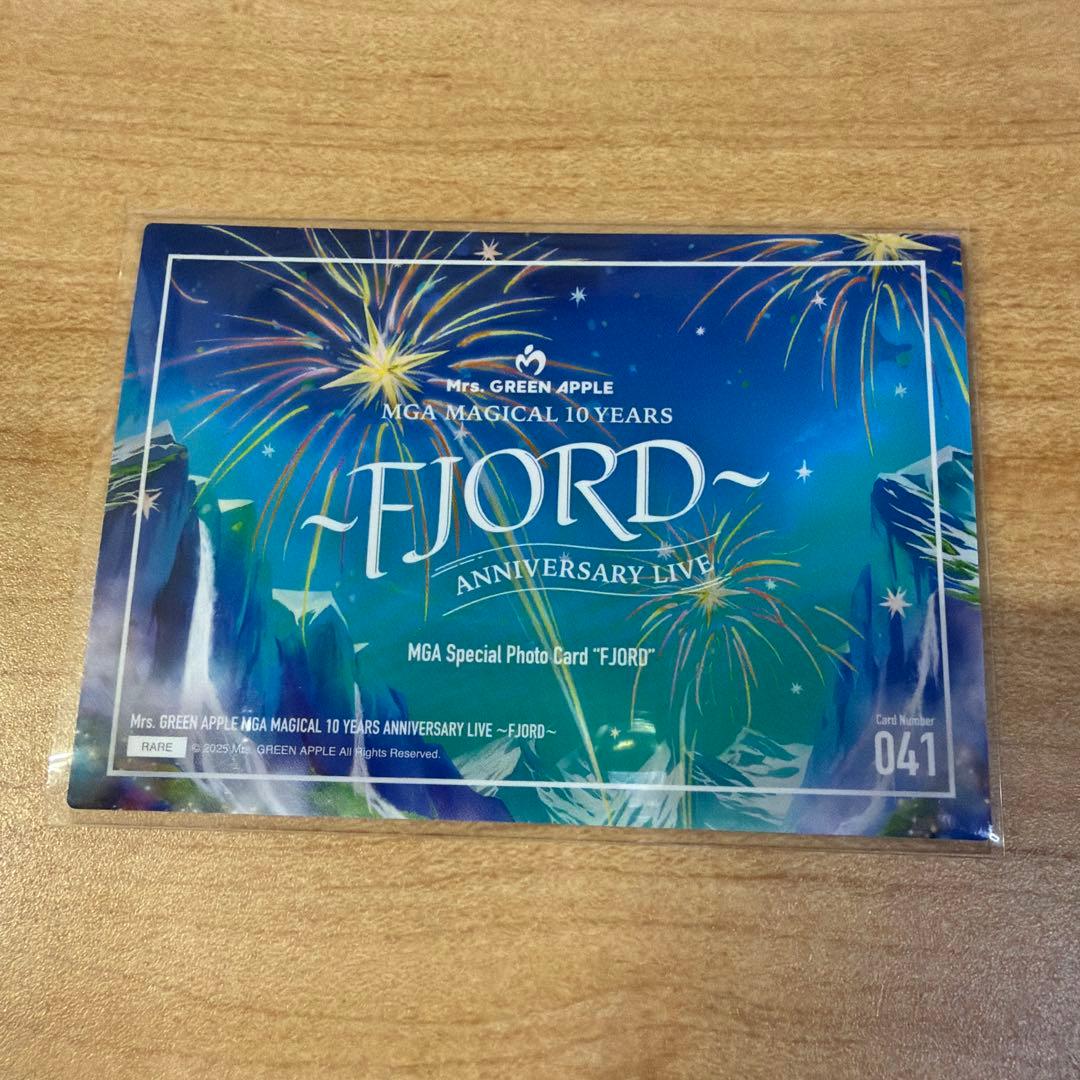 Mrs. GREEN APPLE
MGA MAGICAL 10 YEARS
~FJORD~
ANNIVERSARY LIVE
MGA Special Photo Card “FJORD”
Mrs. GREEN APPLE MGA MAGICAL 10 YEARS ANNIVERSARY LIVE ~FJORD~
RARE © 2025 Mrs. GREEN APPLE All Rights Reserved.
Card Number
041